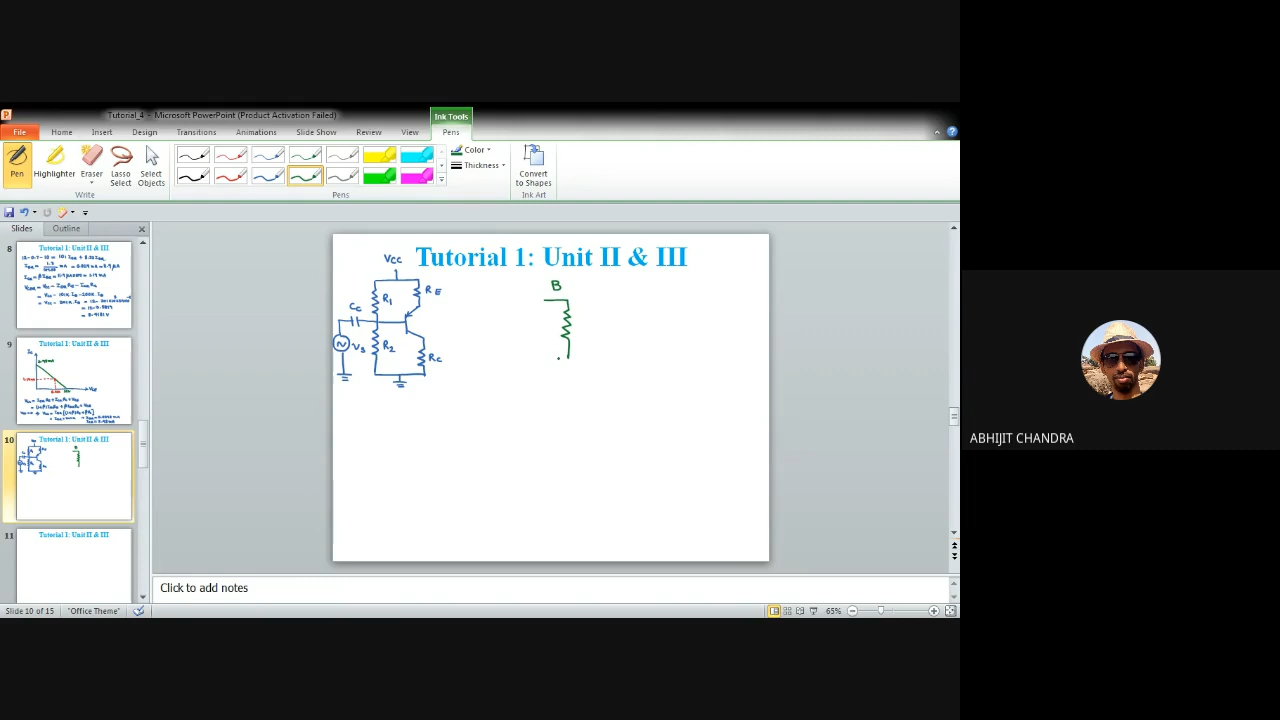 Tutorial_4 - Microsoft PowerPoint (Product Activation Failed)
Ink Tools
File
Home
Insert
Design
Transitions
Animations
Slide Show
Review
View
Pens
Pen
Highlighter
Eraser
Lasso Select
Select Objects
Color
Thickness
Convert to Shapes
Write
Pens
Ink Art
Slides
Outline
8
Tutorial 1: Unit II & III
9
Tutorial 1: Unit II & III
10
Tutorial 1: Unit II & III
11
Tutorial 1: Unit II & III
Tutorial 1: Unit II & III
VCC
R1
RE
CC
VS
R2
RC
B
Click to add notes
Slide 10 of 15
"Office Theme"
65%
ABHIJIT CHANDRA